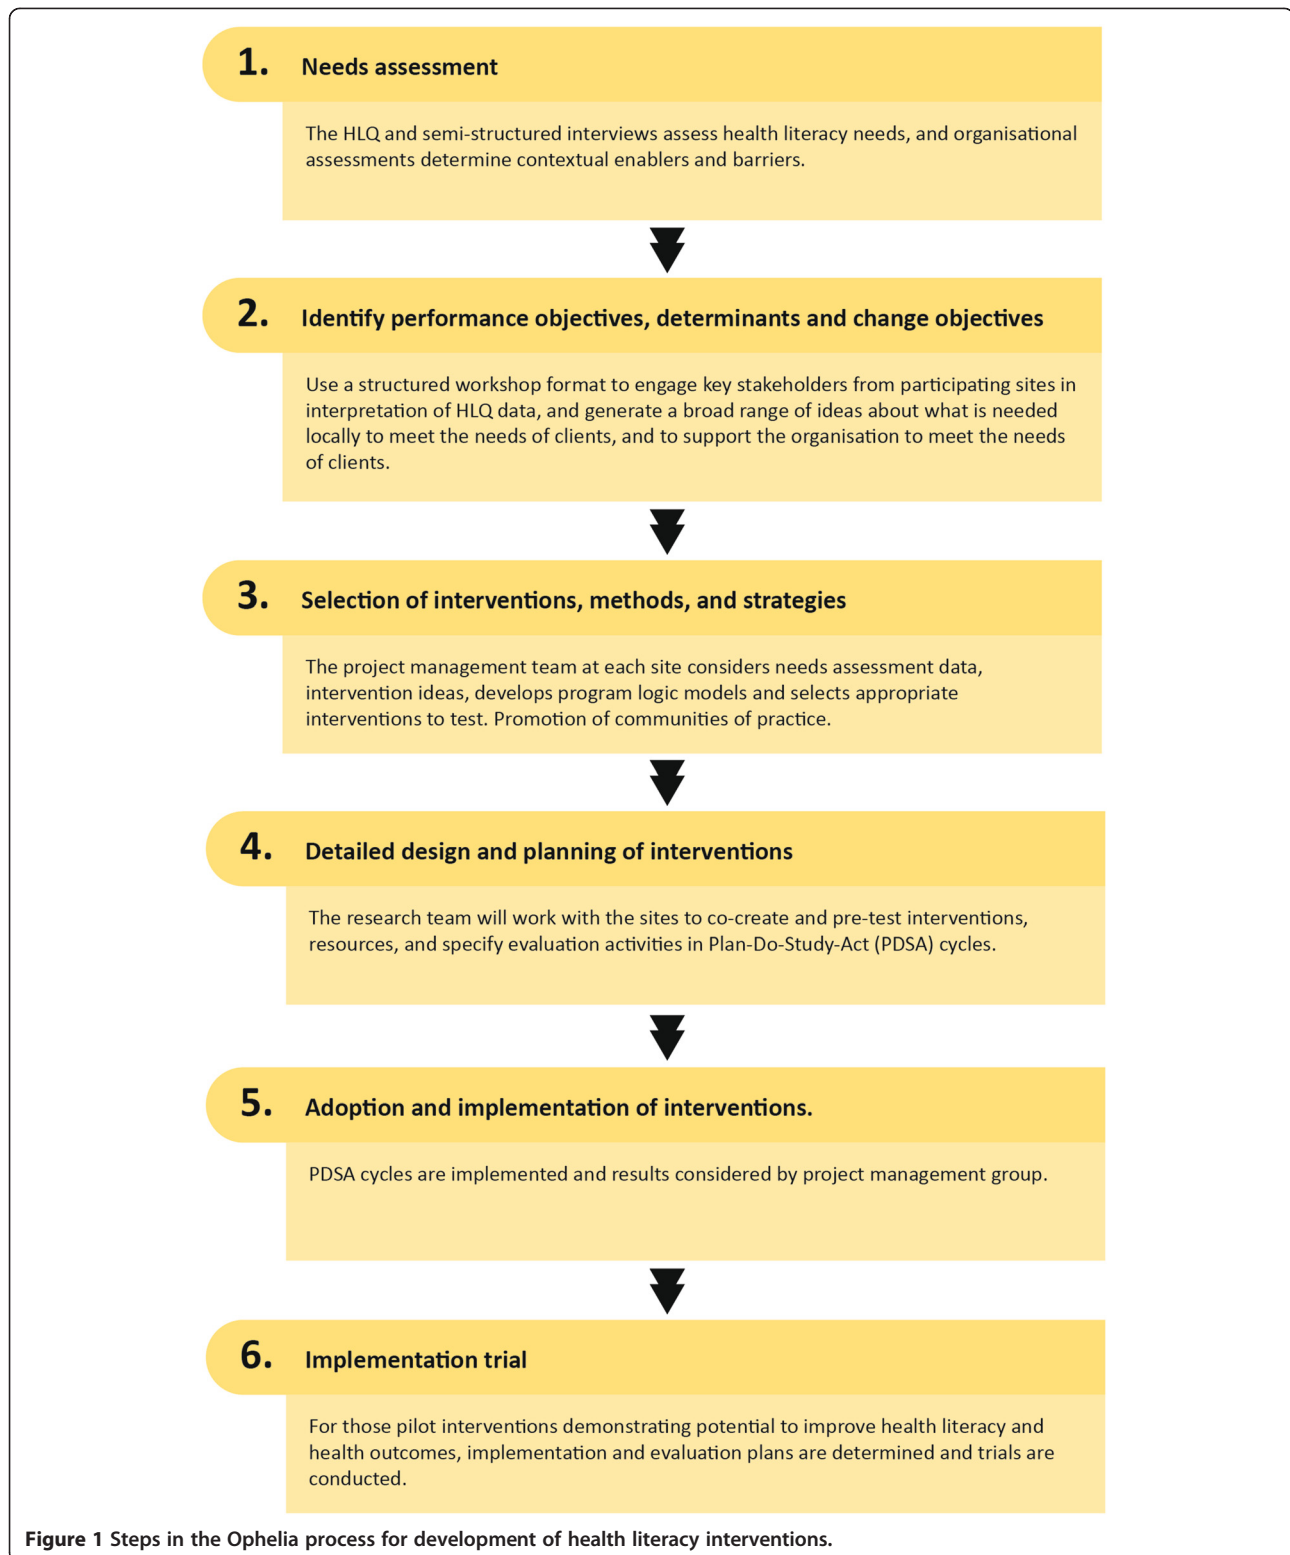 1. Needs assessment
The HLQ and semi-structured interviews assess health literacy needs, and organisational
assessments determine contextual enablers and barriers.
2. Identify performance objectives, determinants and change objectives
Use a structured workshop format to engage key stakeholders from participating sites in
interpretation of HLQ data, and generate a broad range of ideas about what is needed
locally to meet the needs of clients, and to support the organisation to meet the needs
of clients.
3. Selection of interventions, methods, and strategies
The project management team at each site considers needs assessment data,
intervention ideas, develops program logic models and selects appropriate
interventions to test. Promotion of communities of practice.
4. Detailed design and planning of interventions
The research team will work with the sites to co-create and pre-test interventions,
resources, and specify evaluation activities in Plan-Do-Study-Act (PDSA) cycles.
5. Adoption and implementation of interventions.
PDSA cycles are implemented and results considered by project management group.
6. Implementation trial
For those pilot interventions demonstrating potential to improve health literacy and
health outcomes, implementation and evaluation plans are determined and trials are
conducted.
Figure 1 Steps in the Ophelia process for development of health literacy interventions.